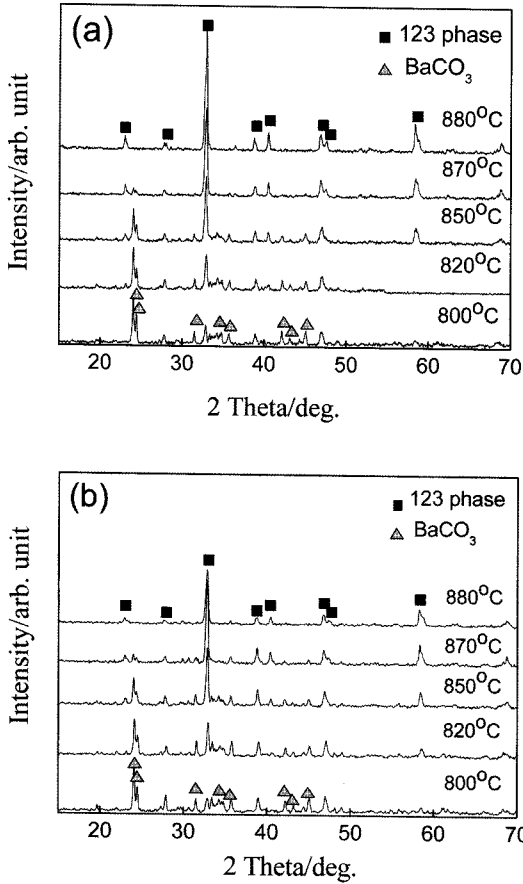 (a)
■ 123 phase
▲ BaCO3
880°C
870°C
850°C
820°C
800°C
Intensity/arb. unit
20 30 40 50 60 70
2 Theta/deg.
(b)
■ 123 phase
▲ BaCO3
880°C
870°C
850°C
820°C
800°C
Intensity/arb. unit
20 30 40 50 60 70
2 Theta/deg.